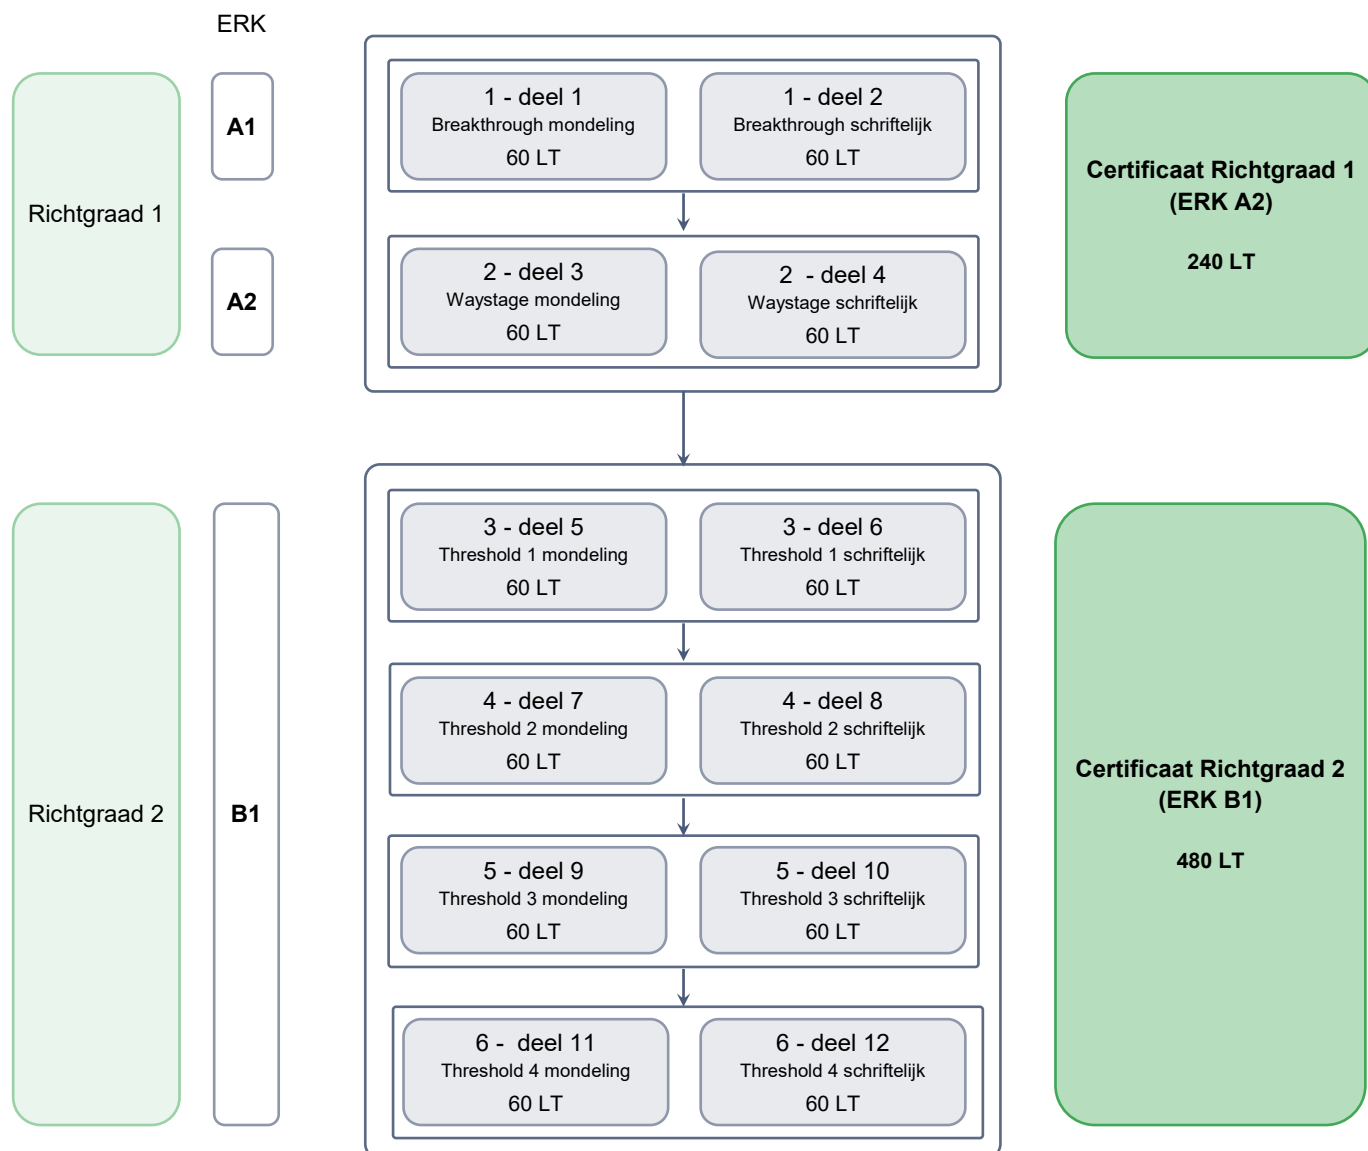 ERK
Richtgraad 1
A1
1 - deel 1
Breakthrough mondeling
60 LT
1 - deel 2
Breakthrough schriftelijk
60 LT
A2
2 - deel 3
Waystage mondeling
60 LT
2 - deel 4
Waystage schriftelijk
60 LT
Certificaat Richtgraad 1
(ERK A2)
240 LT
Richtgraad 2
B1
3 - deel 5
Threshold 1 mondeling
60 LT
3 - deel 6
Threshold 1 schriftelijk
60 LT
4 - deel 7
Threshold 2 mondeling
60 LT
4 - deel 8
Threshold 2 schriftelijk
60 LT
5 - deel 9
Threshold 3 mondeling
60 LT
5 - deel 10
Threshold 3 schriftelijk
60 LT
6 - deel 11
Threshold 4 mondeling
60 LT
6 - deel 12
Threshold 4 schriftelijk
60 LT
Certificaat Richtgraad 2
(ERK B1)
480 LT